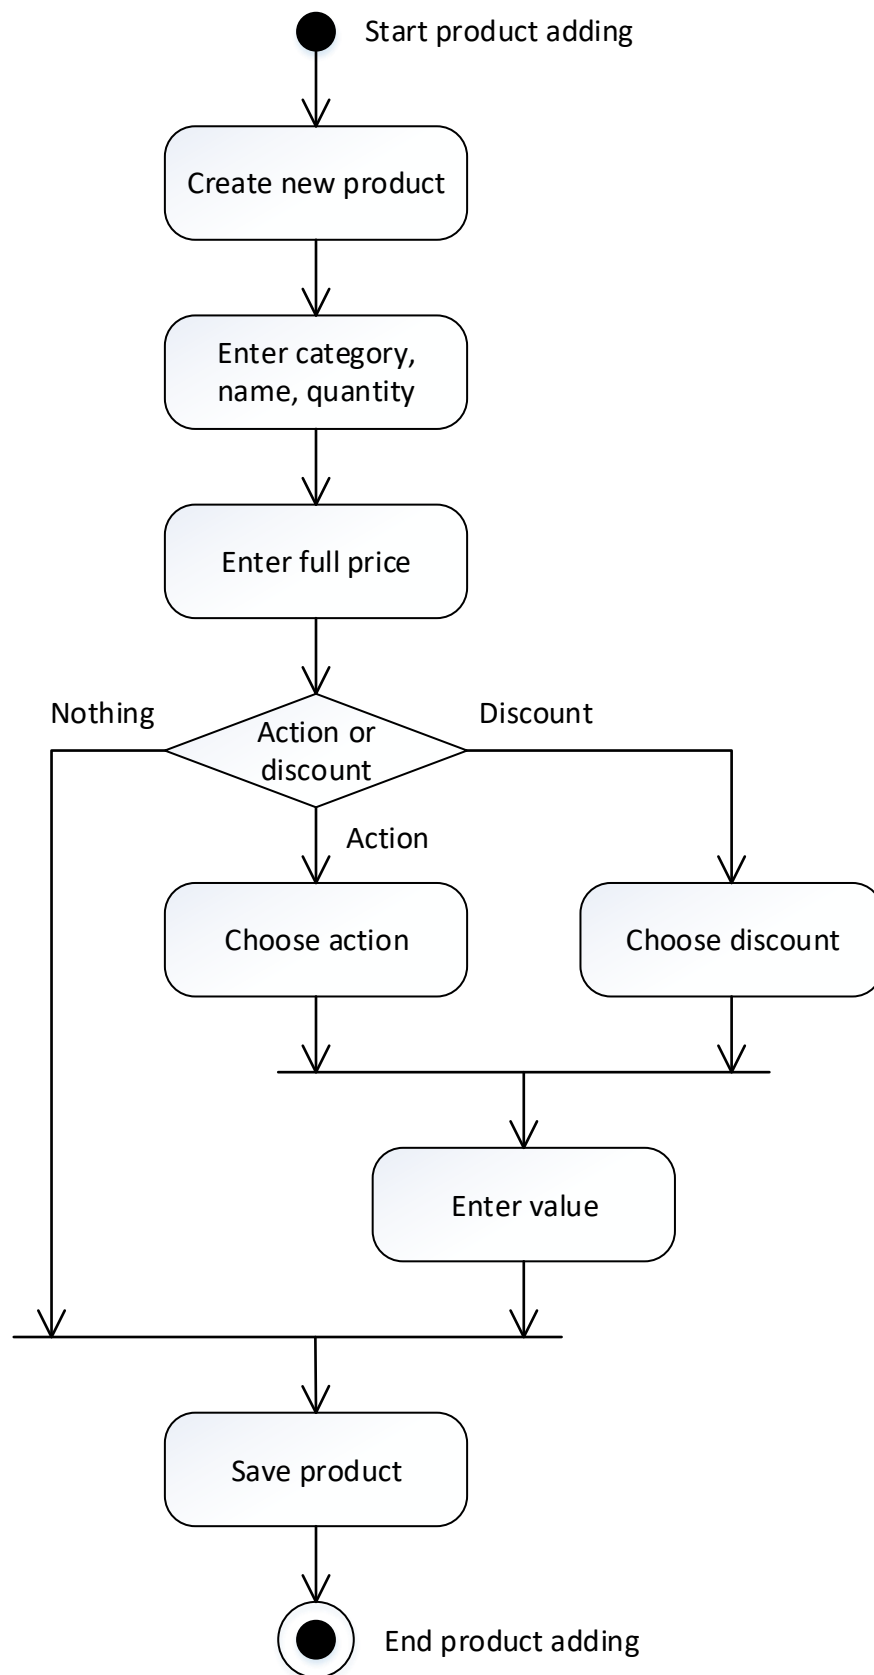 Start product adding
Create new product
Enter category,
name, quantity
Enter full price
Nothing
Action or
discount
Discount
Action
Choose action
Choose discount
Enter value
Save product
End product adding